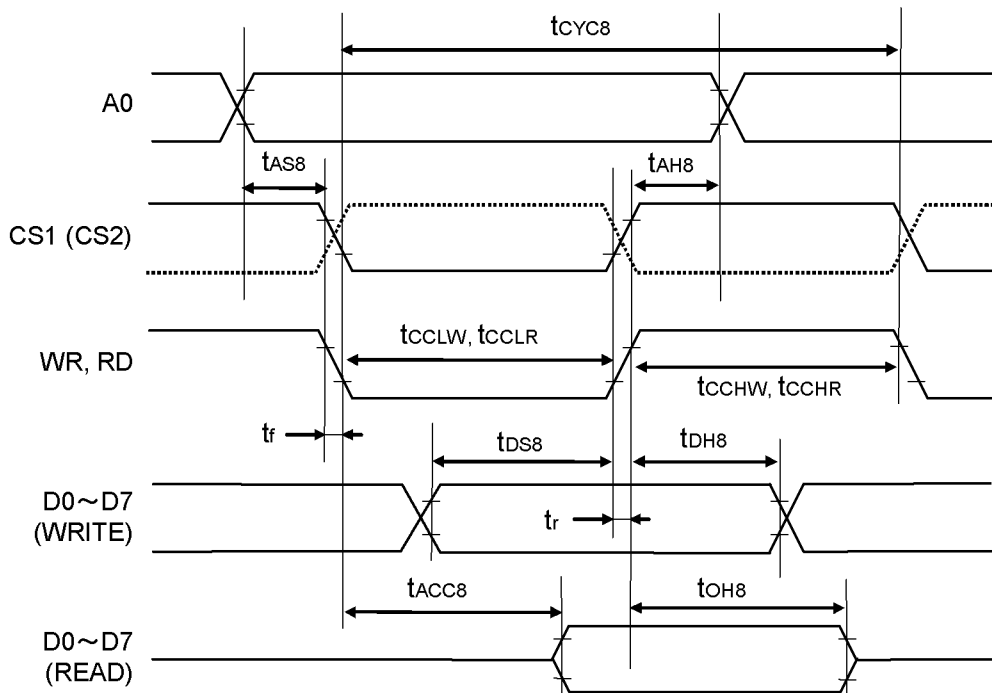 tCYC8
A0
tAS8
tAH8
CS1 (CS2)
tCCLW, tCCLR
WR, RD
tCCHW, tCCHR
tf
tDS8
tDH8
D0～D7
(WRITE)
tr
tACC8
tOH8
D0～D7
(READ)